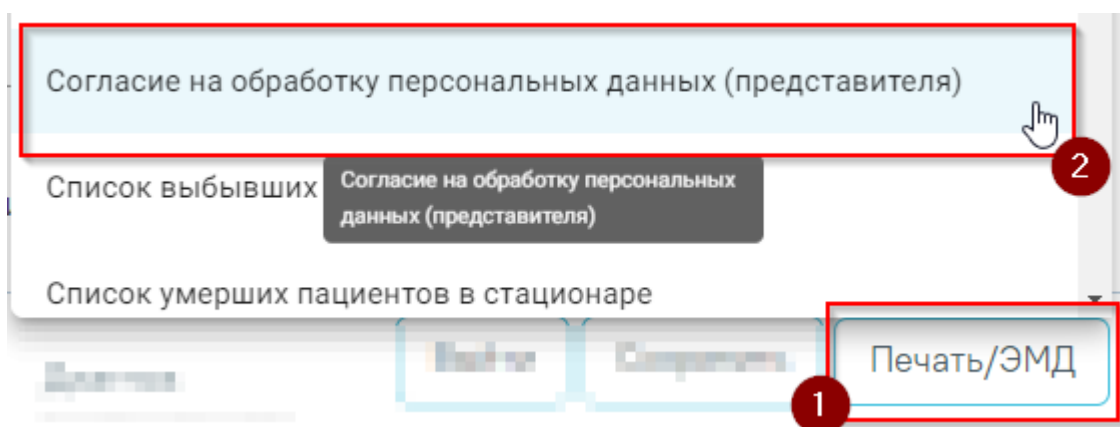 Согласие на обработку персональных данных (представителя)
2
Список выбывших
Согласие на обработку персональных
данных (представителя)
Список умерших пациентов в стационаре
Печать/ЭМД
1